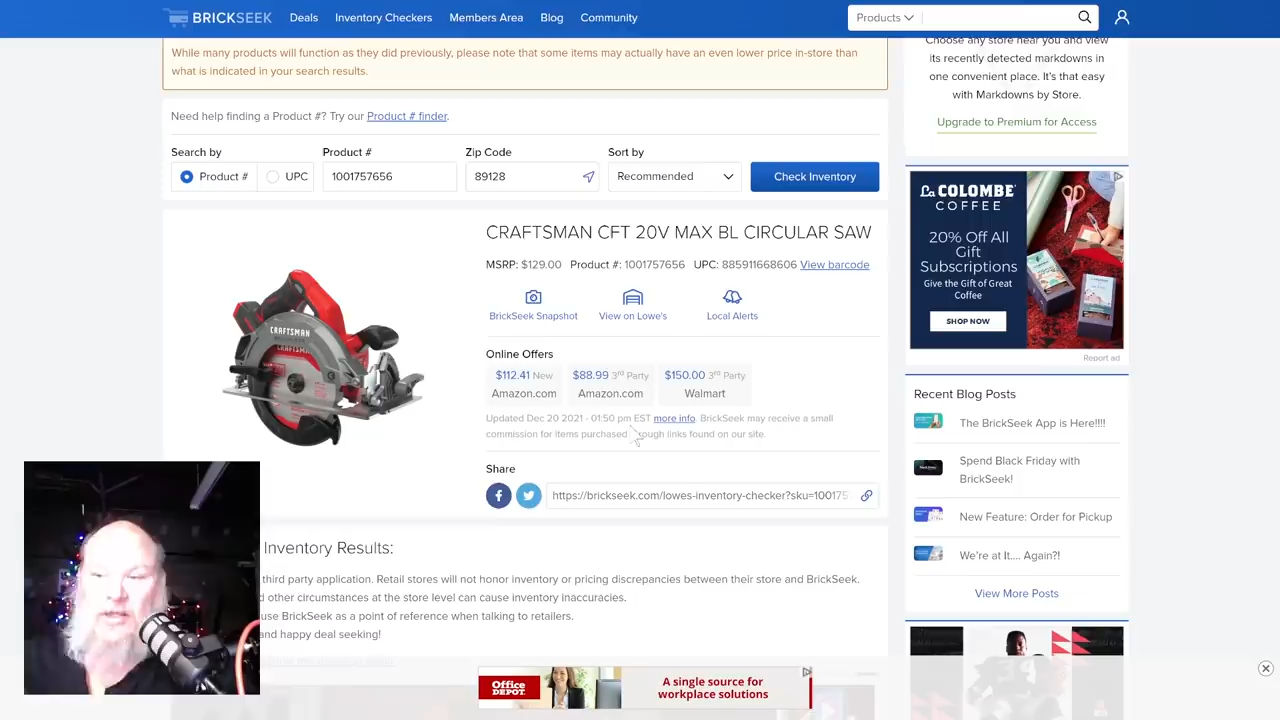 BRICKSEEK Deals Inventory Checkers Members Area Blog Community Products
While many products will function as they did previously, please note that some items may actually have an even lower price in-store than
what is indicated in your search results.
Need help finding a Product #? Try our Product # finder.
Search by Product # Zip Code Sort by
Product # UPC 1001757656 89128 Recommended Check Inventory
CRAFTSMAN CFT 20V MAX BL CIRCULAR SAW
MSRP: $129.00 Product #: 1001757656 UPC: 885911668606 View barcode
BrickSeek Snapshot View on Lowe's Local Alerts
CRAFTSMAN
Online Offers
$112.41 New $88.99 3rd Party $150.00 3rd Party
Amazon.com Amazon.com Walmart
Updated Dec 20 2021 - 01:50 pm EST more info. BrickSeek may receive a small
commission for items purchased through links found on our site.
Share
https://brickseek.com/lowes-inventory-checker?sku=100175
Inventory Results:
third party application. Retail stores will not honor inventory or pricing discrepancies between their store and BrickSeek.
other circumstances at the store level can cause inventory inaccuracies.
use BrickSeek as a point of reference when talking to retailers.
and happy deal seeking!
Choose any store near you and view
its recently detected markdowns in
one convenient place. It's that easy
with Markdowns by Store.
Upgrade to Premium for Access
La COLOMBE
COFFEE
20% Off All
Gift
Subscriptions
Give the Gift of Great
Coffee
SHOP NOW
Report ad
Recent Blog Posts
The BrickSeek App is Here!!!!
Spend Black Friday with
BrickSeek!
New Feature: Order for Pickup
We're at It.... Again?!
View More Posts
Office
DEPOT
A single source for
workplace solutions